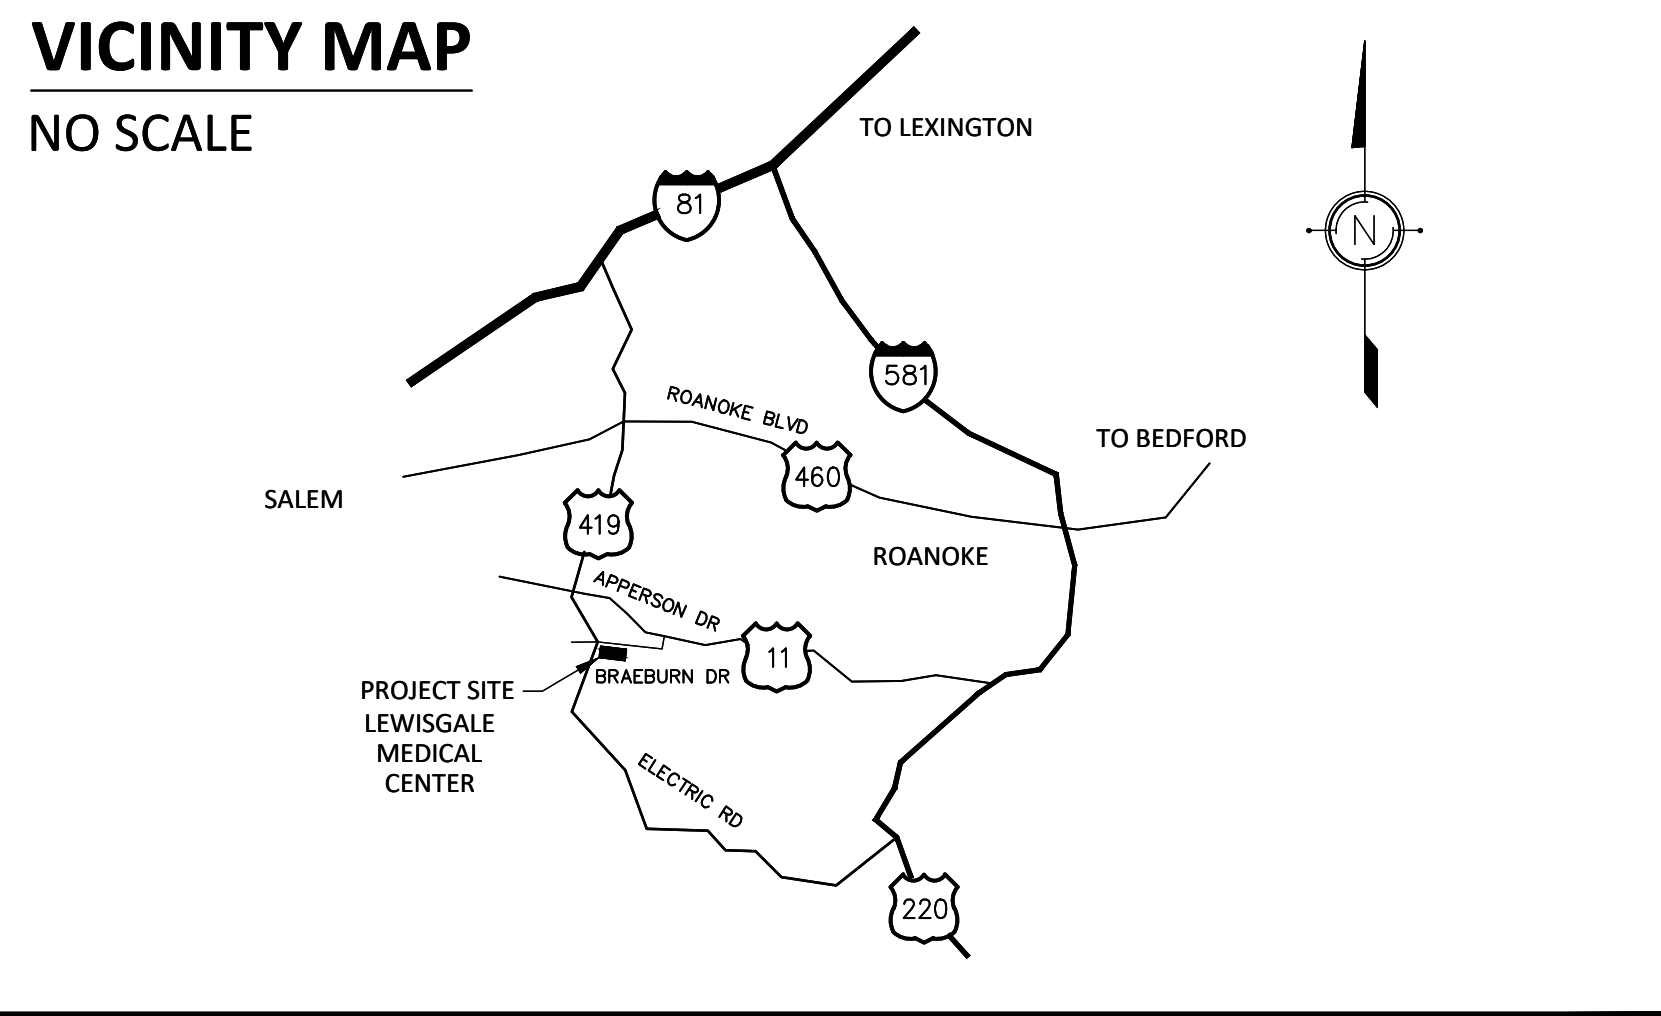 VICINITY MAP
NO SCALE
TO LEXINGTON
81
N
581
ROANOKE BLVD
TO BEDFORD
460
SALEM
419
ROANOKE
APPERSON DR
11
BRAEBURN DR
PROJECT SITE
LEWISGALE
MEDICAL
CENTER
ELECTRIC RD
220